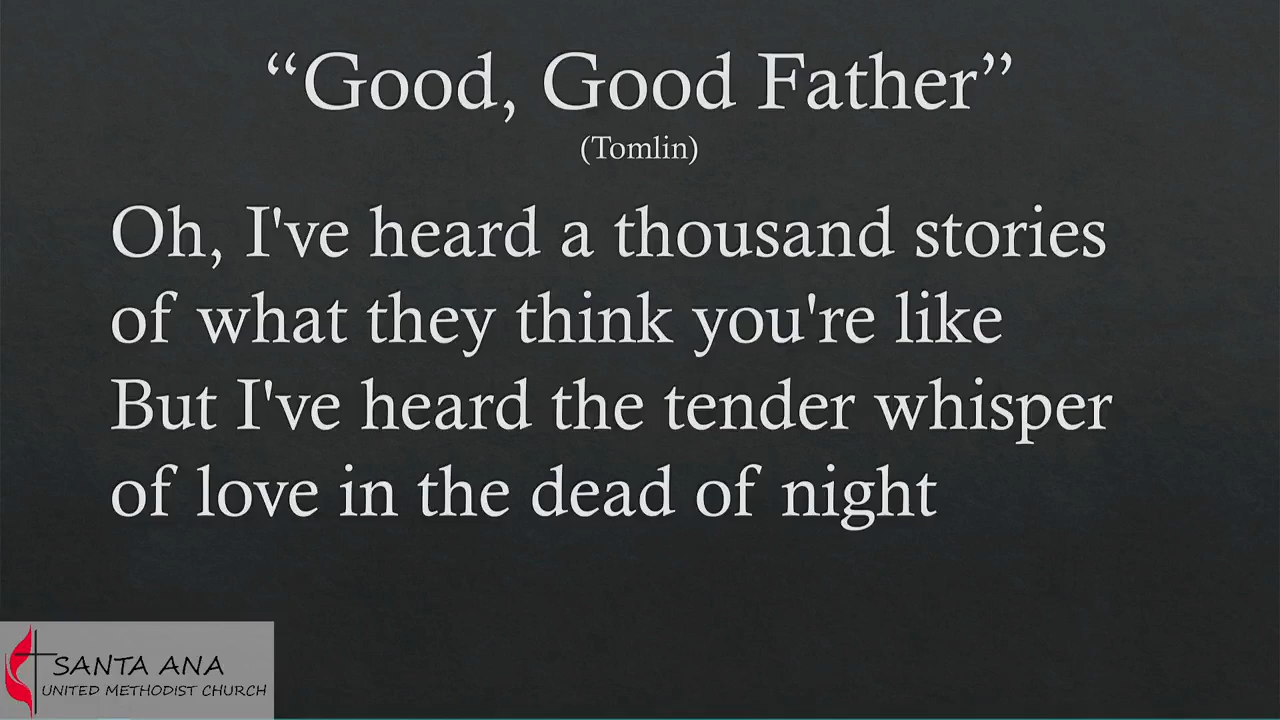 “Good, Good Father”
(Tomlin)
Oh, I've heard a thousand stories
of what they think you're like
But I've heard the tender whisper
of love in the dead of night
SANTA ANA
UNITED METHODIST CHURCH